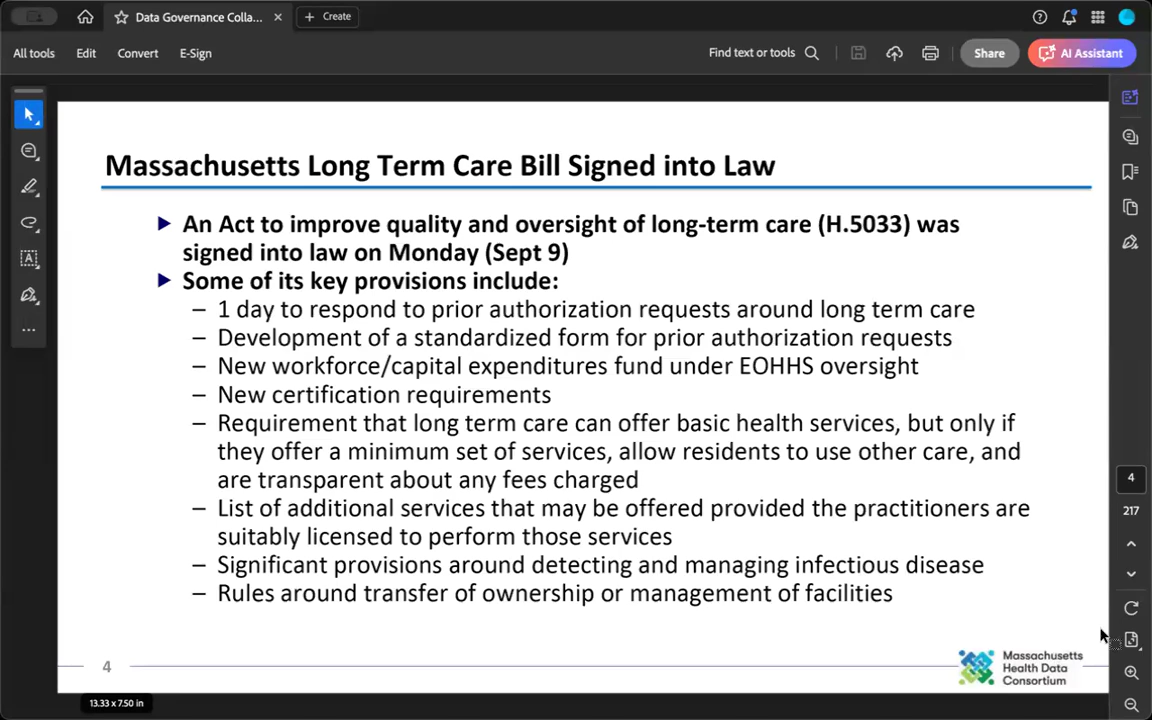 Data Governance Colla...
Create
All tools
Edit
Convert
E-Sign
Find text or tools
Share
AI Assistant
Massachusetts Long Term Care Bill Signed into Law
An Act to improve quality and oversight of long-term care (H.5033) was
signed into law on Monday (Sept 9)
Some of its key provisions include:
– 1 day to respond to prior authorization requests around long term care
– Development of a standardized form for prior authorization requests
– New workforce/capital expenditures fund under EOHHS oversight
– New certification requirements
– Requirement that long term care can offer basic health services, but only if
they offer a minimum set of services, allow residents to use other care, and
are transparent about any fees charged
– List of additional services that may be offered provided the practitioners are
suitably licensed to perform those services
– Significant provisions around detecting and managing infectious disease
– Rules around transfer of ownership or management of facilities
4
217
4
Massachusetts
Health Data
Consortium
13.33 x 7.50 in